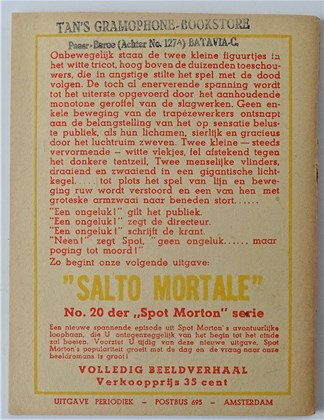 TAN'S GRAMOPHONE-BOOKSTORE
Paser-Baroe (Achter No. 127A) BATAVIA-C.
Onbewegelijk staan de twee kleine figuurtjes in
het witte tricot, hoog boven de duizenden toeschou-
wers, die in angstige stilte het spel met de dood
volgen. De toch al enerverende spanning wordt
tot het uiterste opgevoerd door het aanhoudende
monotone geroffel van de slagwerken. Geen en-
kele beweging van de trapèzewerkers ontsnapt
aan de belangstelling van het op sensatie belus-
te publiek, als hun lichamen, sierlijk en gracieus
door het luchtruim zweven. Twee kleine — steeds
vervormende — witte vlekjes, fel afstekend tegen
het donkere tentzeil, Twee menselijke vlinders,
draaiend en zwaaiend in een gigantische licht-
kegel..... tot plots het spel van lijn en bewe-
ging ruw wordt verstoord en een van hen met
groteske armzwaai naar beneden stort......
"Een ongeluk!" gilt het publiek.
"Een ongeluk!" zegt de directeur.
"Een ongeluk!" schrijft de krant.
"Neen!" zegt Spot, "geen ongeluk...... maar
poging tot moord!"
Zo begint onze volgende uitgave:
"SALTO MORTALE"
No. 20 der „Spot Morton" serie
Een nieuwe spannende episode uit Spot Morton's avontuurlijke
loopbaan, die U ontegenzeggelijk van het begin tot het einde
zal boeien. Voorziet U tijdig van deze nieuwe uitgave, Spot
Morton's populariteit groeit met de dag en de vraag naar onze
beeldromans is groot!
VOLLEDIG BEELDVERHAAL
Verkoopprijs 35 cent
UITGAVE PERIODIEK - POSTBUS 695 - AMSTERDAM